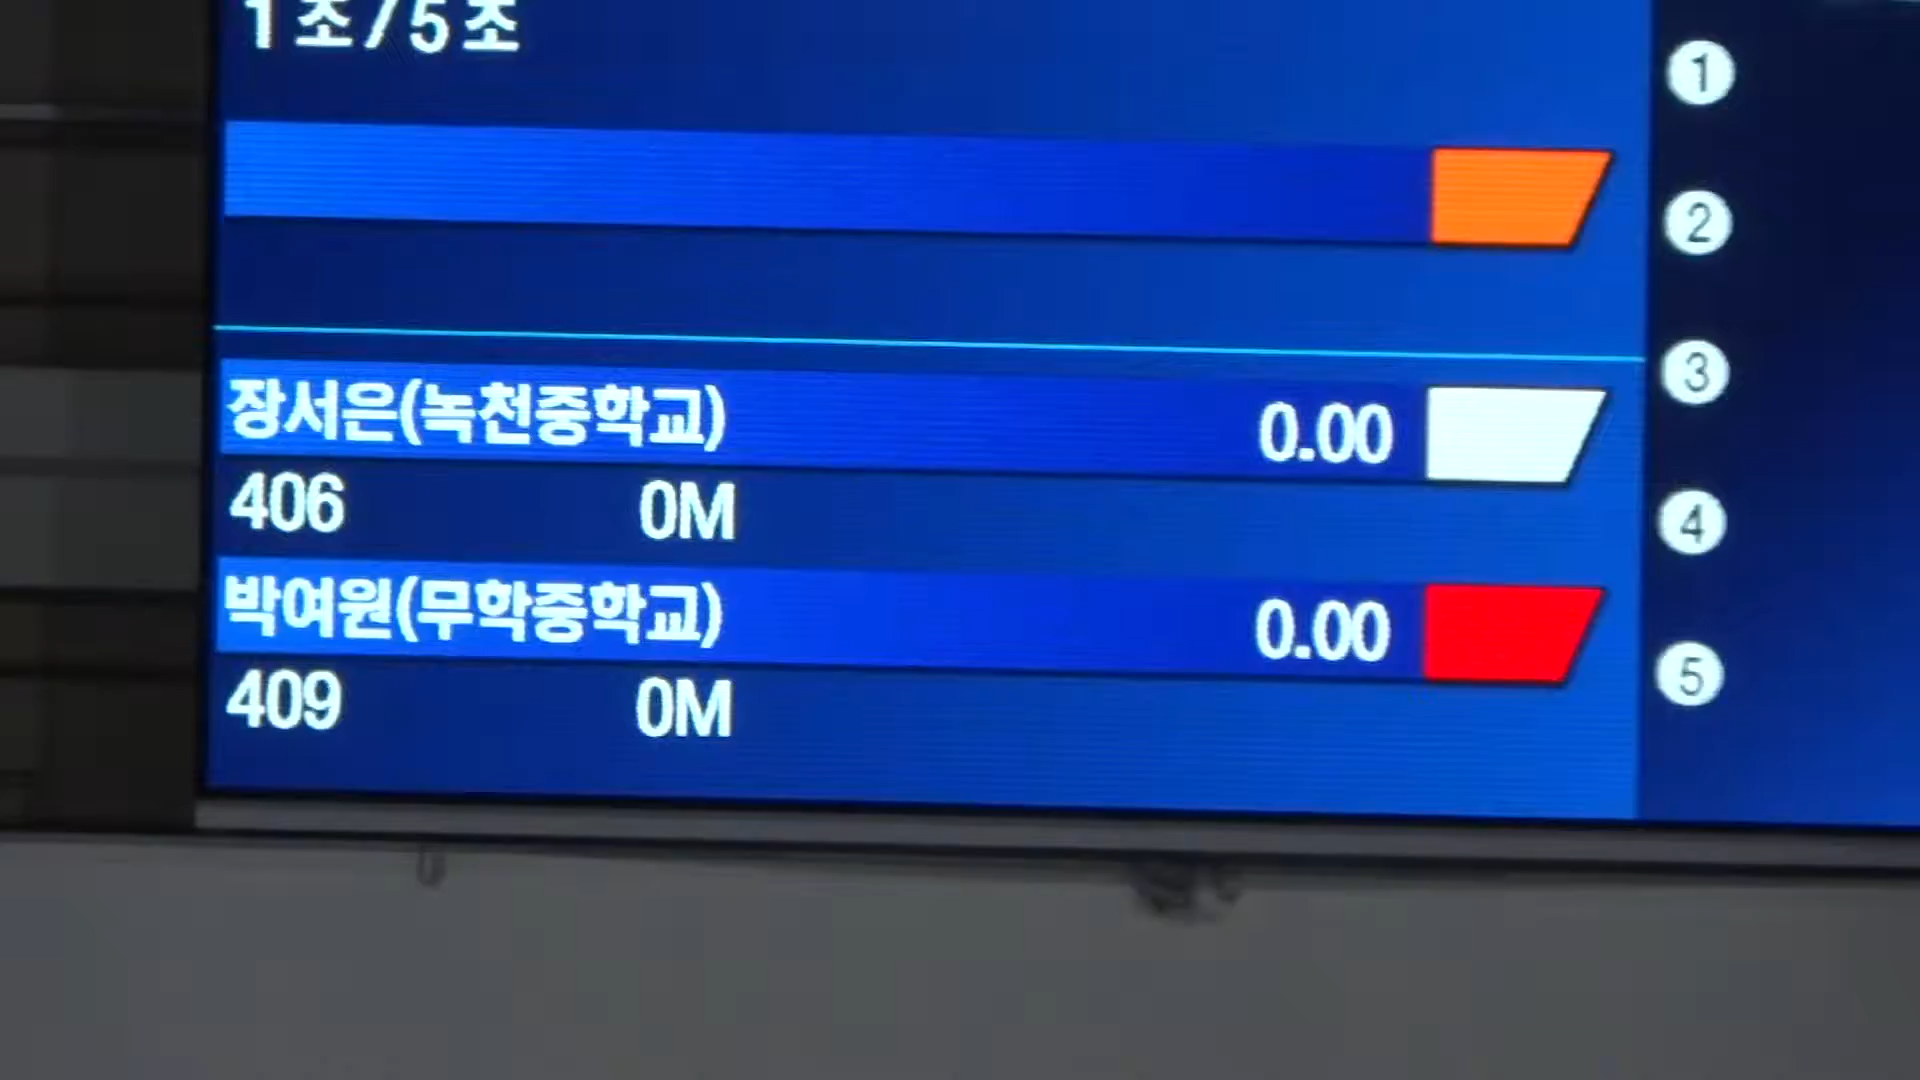 1조/5조
장서은(녹천중학교) 0.00
406 0M
박여원(무학중학교) 0.00
409 0M
①
②
③
④
⑤